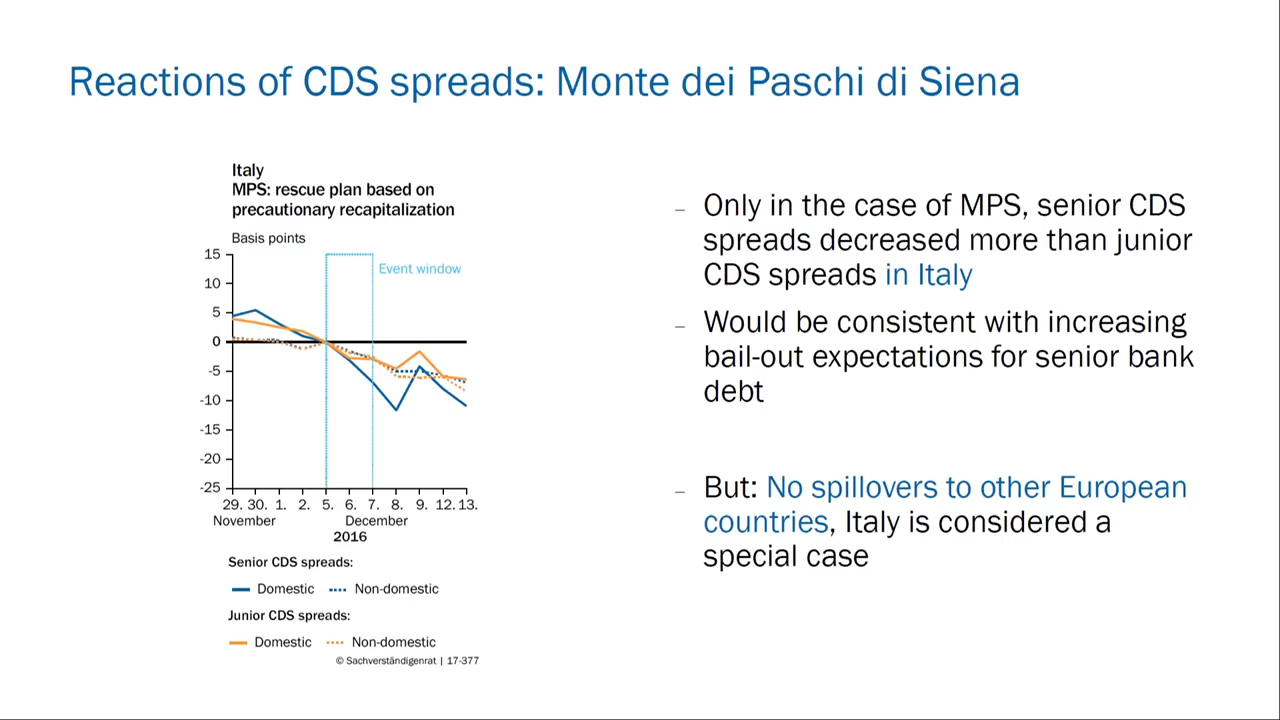 Reactions of CDS spreads: Monte dei Paschi di Siena
Italy
MPS: rescue plan based on
precautionary recapitalization
Basis points
15
10
5
0
-5
-10
-15
-20
-25
Event window
29. 30. 1. 2. 5. 6. 7. 8. 9. 12. 13.
November December
2016
Senior CDS spreads:
Domestic Non-domestic
Junior CDS spreads:
Domestic Non-domestic
© Sachverständigenrat | 17-377
– Only in the case of MPS, senior CDS
spreads decreased more than junior
CDS spreads in Italy
– Would be consistent with increasing
bail-out expectations for senior bank
debt
– But: No spillovers to other European
countries, Italy is considered a
special case